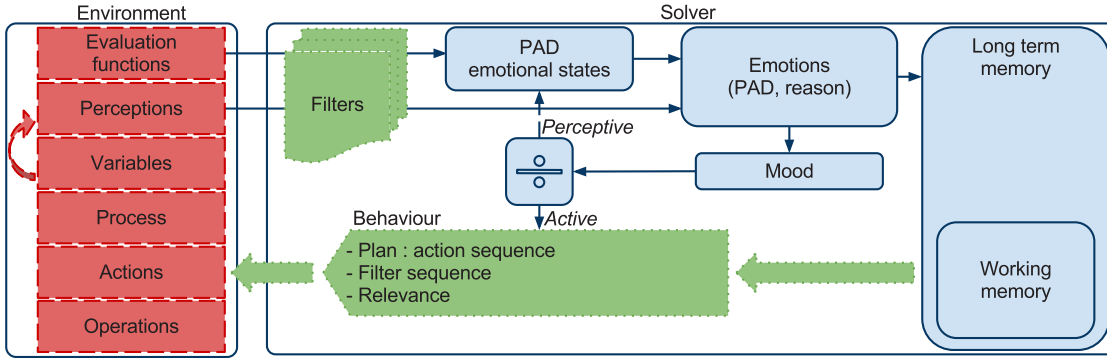 Environment
Solver
Evaluation
functions
Perceptions
Variables
Process
Actions
Operations
Filters
PAD
emotional states
Emotions
(PAD, reason)
Long term
memory
Perceptive
÷
Mood
Active
Behaviour
- Plan : action sequence
- Filter sequence
- Relevance
Working
memory